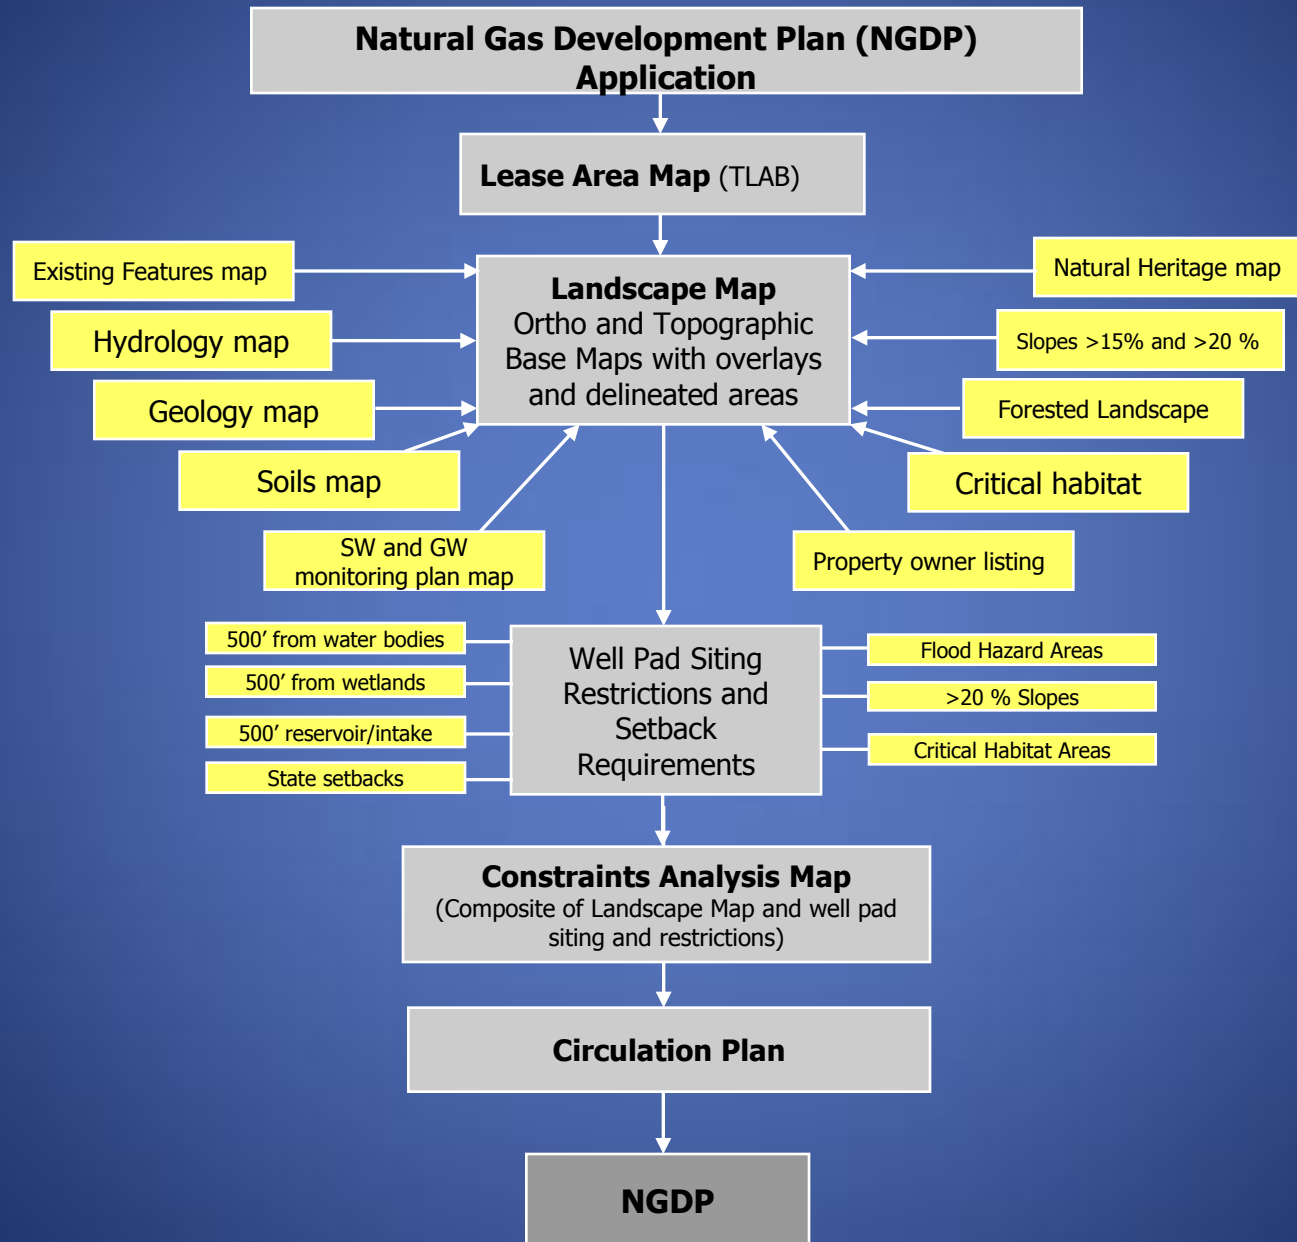 Natural Gas Development Plan (NGDP)
Application
Lease Area Map (TLAB)
Existing Features map
Hydrology map
Geology map
Soils map
SW and GW
monitoring plan map
Landscape Map
Ortho and Topographic
Base Maps with overlays
and delineated areas
Natural Heritage map
Slopes >15% and >20 %
Forested Landscape
Critical habitat
Property owner listing
500’ from water bodies
500’ from wetlands
500’ reservoir/intake
State setbacks
Well Pad Siting
Restrictions and
Setback
Requirements
Flood Hazard Areas
>20 % Slopes
Critical Habitat Areas
Constraints Analysis Map
(Composite of Landscape Map and well pad
siting and restrictions)
Circulation Plan
NGDP